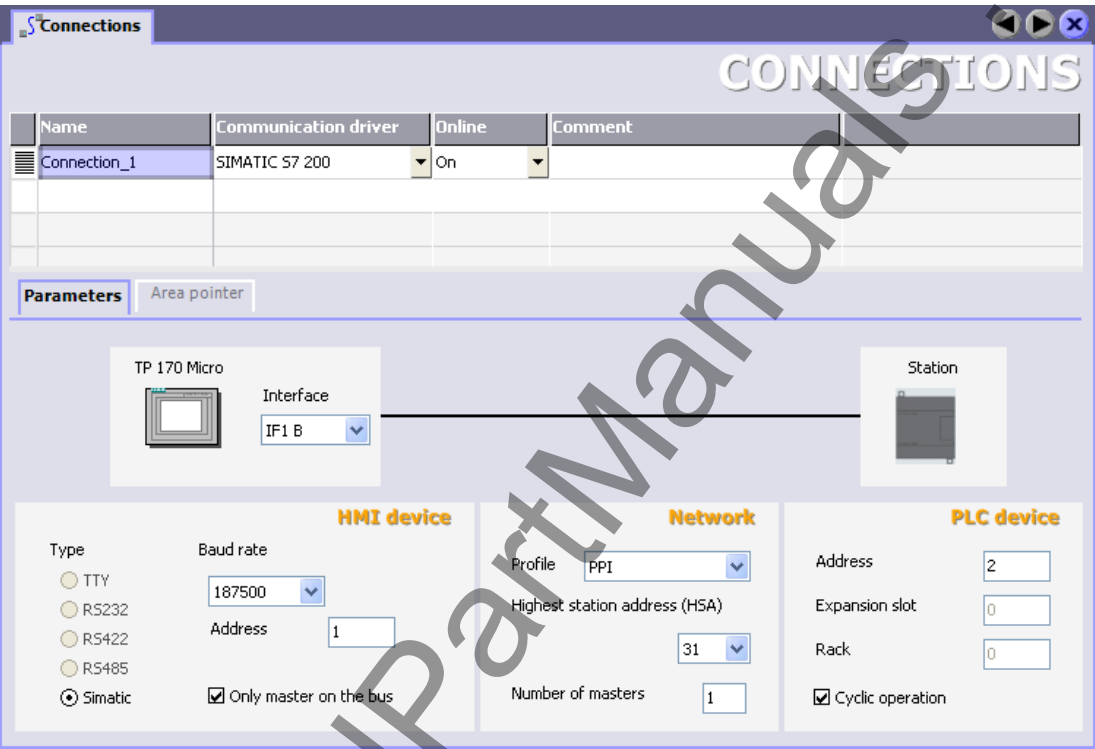 Connections
CONNECTIONS
Name Communication driver Online Comment
Connection_1 SIMATIC S7 200 On
Parameters Area pointer
TP 170 Micro
Interface
IF1 B
Station
HMI device
Type Baud rate
TTY
187500
RS232
Address 1
RS422
RS485
Simatic Only master on the bus
Network
Profile PPI
Highest station address (HSA)
31
Number of masters 1
PLC device
Address 2
Expansion slot 0
Rack 0
Cyclic operation